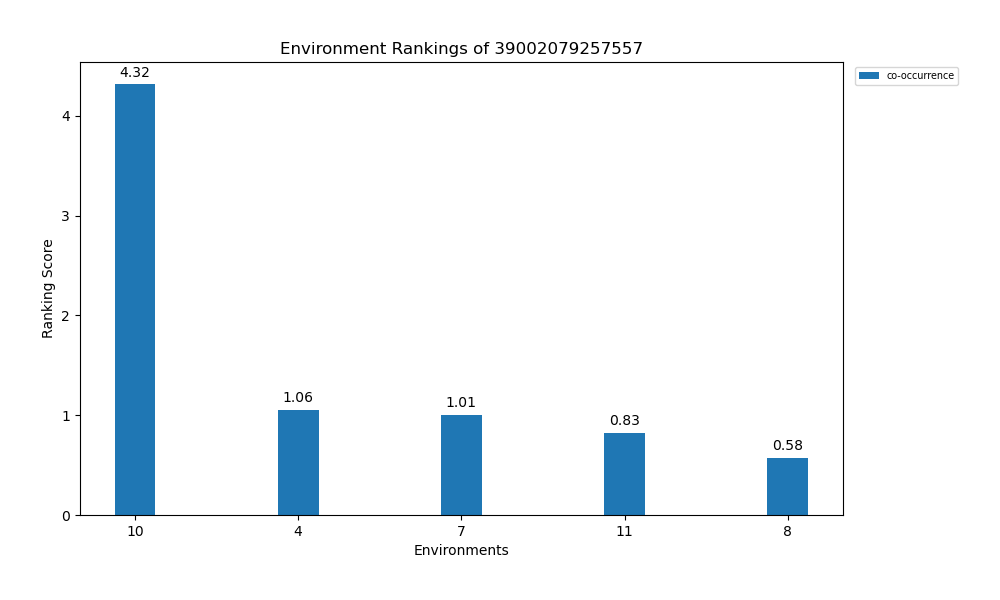 Environment Rankings of 39002079257557
4.32
co-occurrence
4
3
2
1
0
Ranking Score
1.06
1.01
0.83
0.58
10 4 7 11 8
Environments